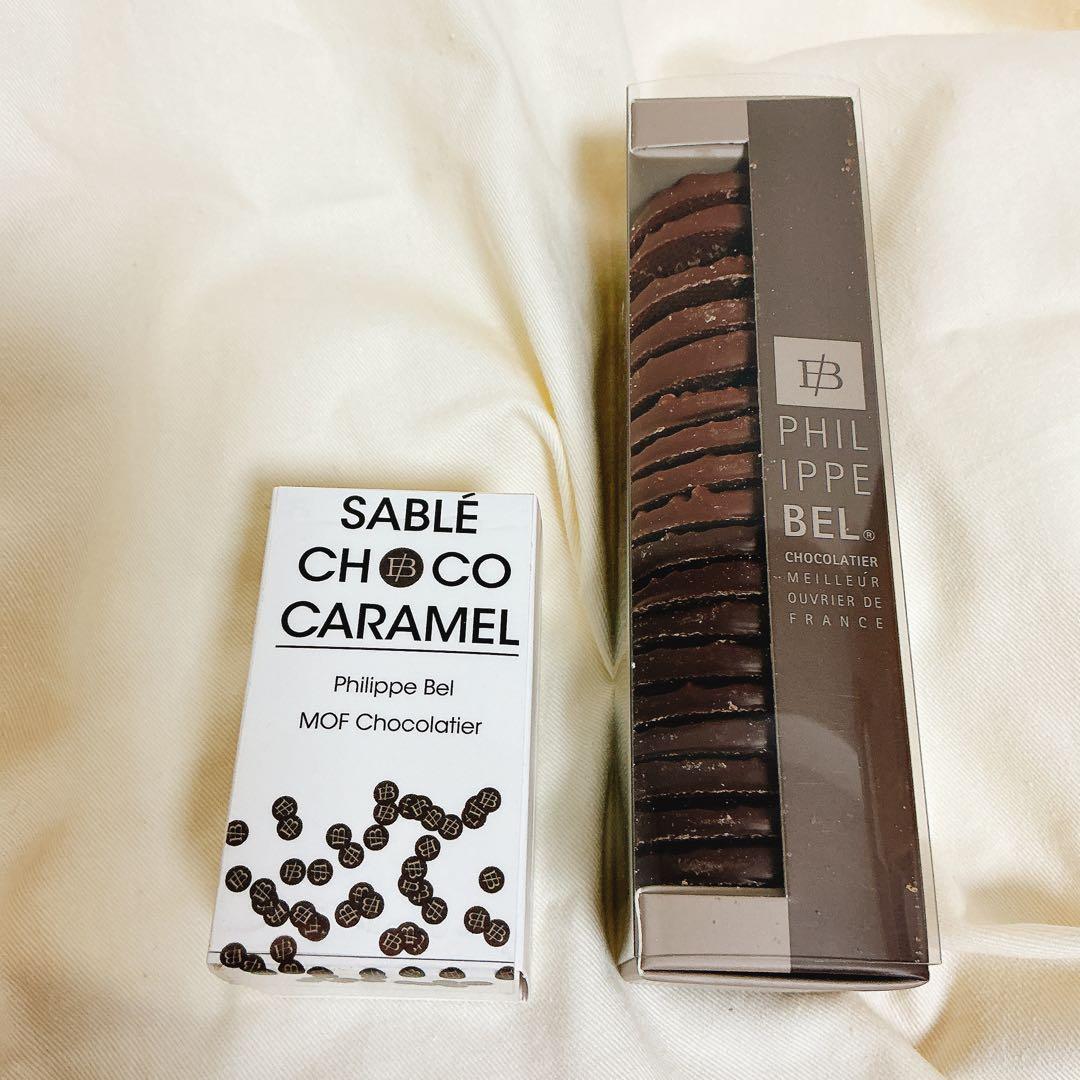 SABLÉ
CHOCO
CARAMEL
Philippe Bel
MOF Chocolatier
PHIL
IPPE
BEL®
CHOCOLATIER
MEILLEUR
OUVRIER DE
FRANCE